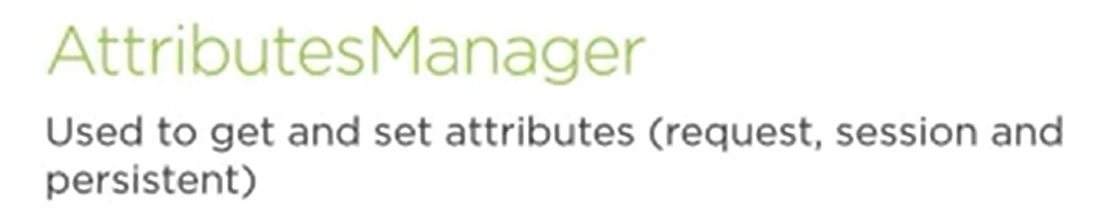 AttributesManager
Used to get and set attributes (request, session and
persistent)